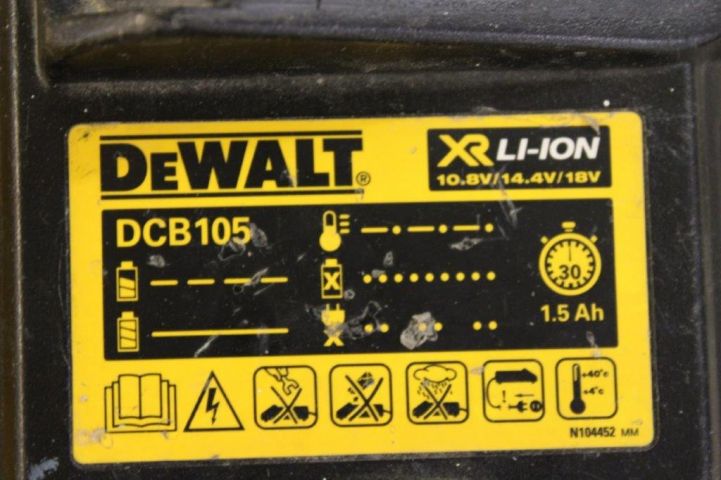 DEWALT®
XR LI-ION
10.8V/14.4V/18V
DCB105
30
1.5 Ah
+40°c
+4°c
N104452 MM